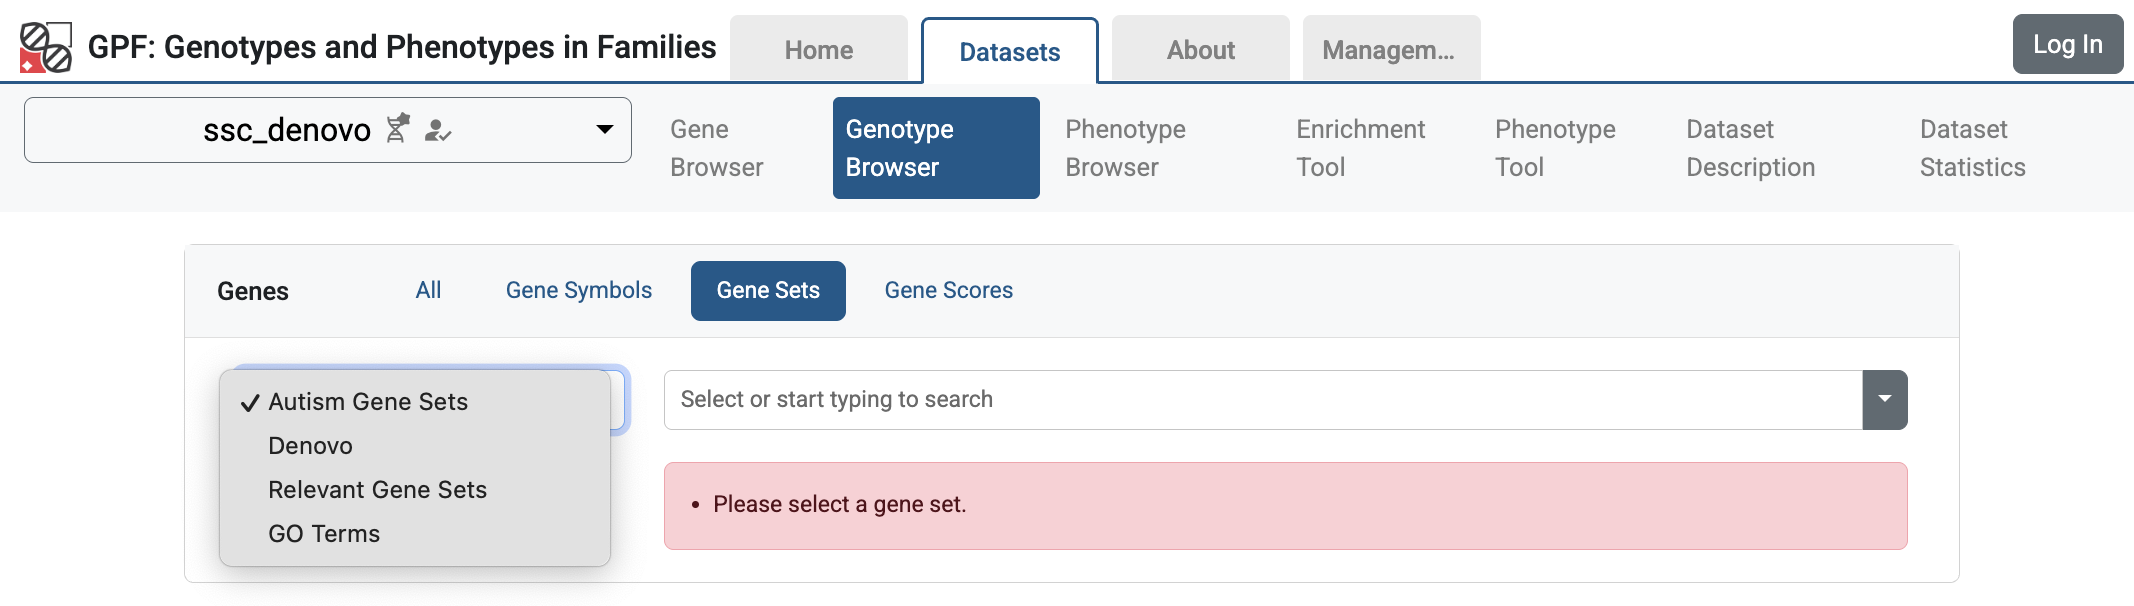 GPF: Genotypes and Phenotypes in Families
Home
Datasets
About
Managem...
Log In
ssc_denovo
Gene
Browser
Genotype
Browser
Phenotype
Browser
Enrichment
Tool
Phenotype
Tool
Dataset
Description
Dataset
Statistics
Genes
All
Gene Symbols
Gene Sets
Gene Scores
✓ Autism Gene Sets
Denovo
Relevant Gene Sets
GO Terms
Select or start typing to search
• Please select a gene set.